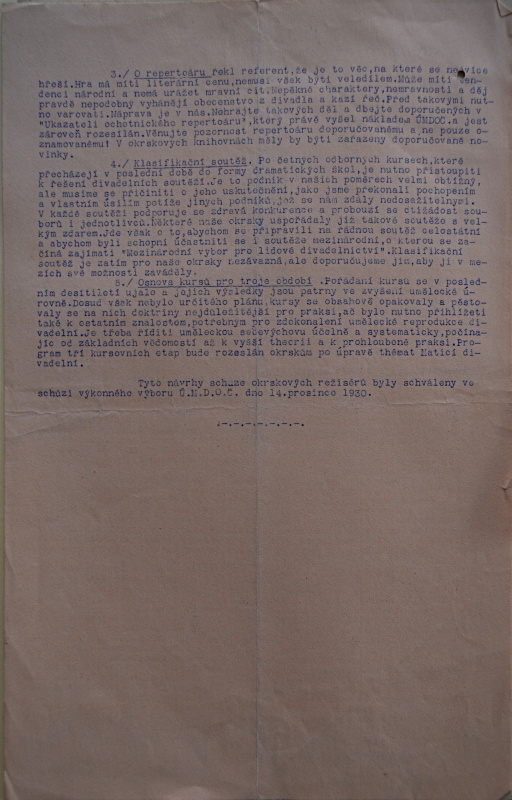 3./ O repertoáru řekl referent,že je to věc,na které se nejvíce
hřeší.Hra má míti literární cenu,nemusí však býti veledílem.Může míti ten-
denci národní a nemá urážet mravní cit.Nepěkné charaktery,nemravnosti a děj
pravdě nepodobný vyhánějí obecenstvo z divadla a kazí řeč.Před takovými nut-
no varovati.Náprava je v nás.Nehrajte takových děl a dbejte doporučených v
"Ukazateli ochotnického repertoáru",který právě vyšel nákladem ÚMDOČ.a jest
zároveň rozesílán.Věnujte pozornost repertoáru doporučovanému a ne pouze o-
znamovanému! V okrskových knihovnách měly by býti zařazeny doporučované no-
vinky.
4./ Klasifikační soutěž. Po četných odborných kursech,které
přecházejí v poslední době do formy dramatických škol,je nutno přistoupiti
k řešení divadelních soutěží.Je to podnik v našich poměrech velmi obtížný,
ale musíme se přičiniti o jeho uskutečnění,jako jsme překonali pochopením
a vlastním úsilím potíže jiných podniků,jež se nám zdály nedosažitelnými.
V každé soutěži podporuje se zdravá konkurence a probouzí se ctižádost sou-
borů i jednotlivců.Některé naše okrsky uspořádaly již takové soutěže s vel-
kým zdarem.Jde však o to,abychom se připravili na řádnou soutěž celostátní
a abychom byli schopni účastniti se i soutěže mezinárodní,o kterou se za-
číná zajímati "Mezinárodní výbor pro lidové divadelnictví".Klasifikační
soutěž je zatím pro naše okrsky nezávazná,ale doporučujeme jim,aby ji v me-
zích své možnosti zaváděly.
5./ Osnova kursů pro troje období .Pořádání kursů se v posled-
ním desítiletí ujalo a jejich výsledky jsou patrny ve zvýšení umělecké ú-
rovně.Dosud však nebylo určitého plánu,kursy se obsahově opakovaly a pěsto-
valy se na nich doktriny nejdůležitější pro praksi,ač bylo nutno přihlížeti
také k ostatním znalostem,potřebným pro zdokonalení umělecké reprodukce di-
vadelní.Je třeba říditi uměleckou sebevýchovu účelně a systematicky,počína-
jíc od základních vědomostí až k vyšší theorii a k prohloubené praksi.Pro-
gram tří kursovních etap bude rozeslán okrskům po úpravě thémat Maticí di-
vadelní.
Tyto návrhy schůze okrskových režisérů byly schváleny ve
schůzi výkonného výboru Ú.M.D.O.Č. dne 14.prosince 1930.
.-.-.-.-.-.-.-.